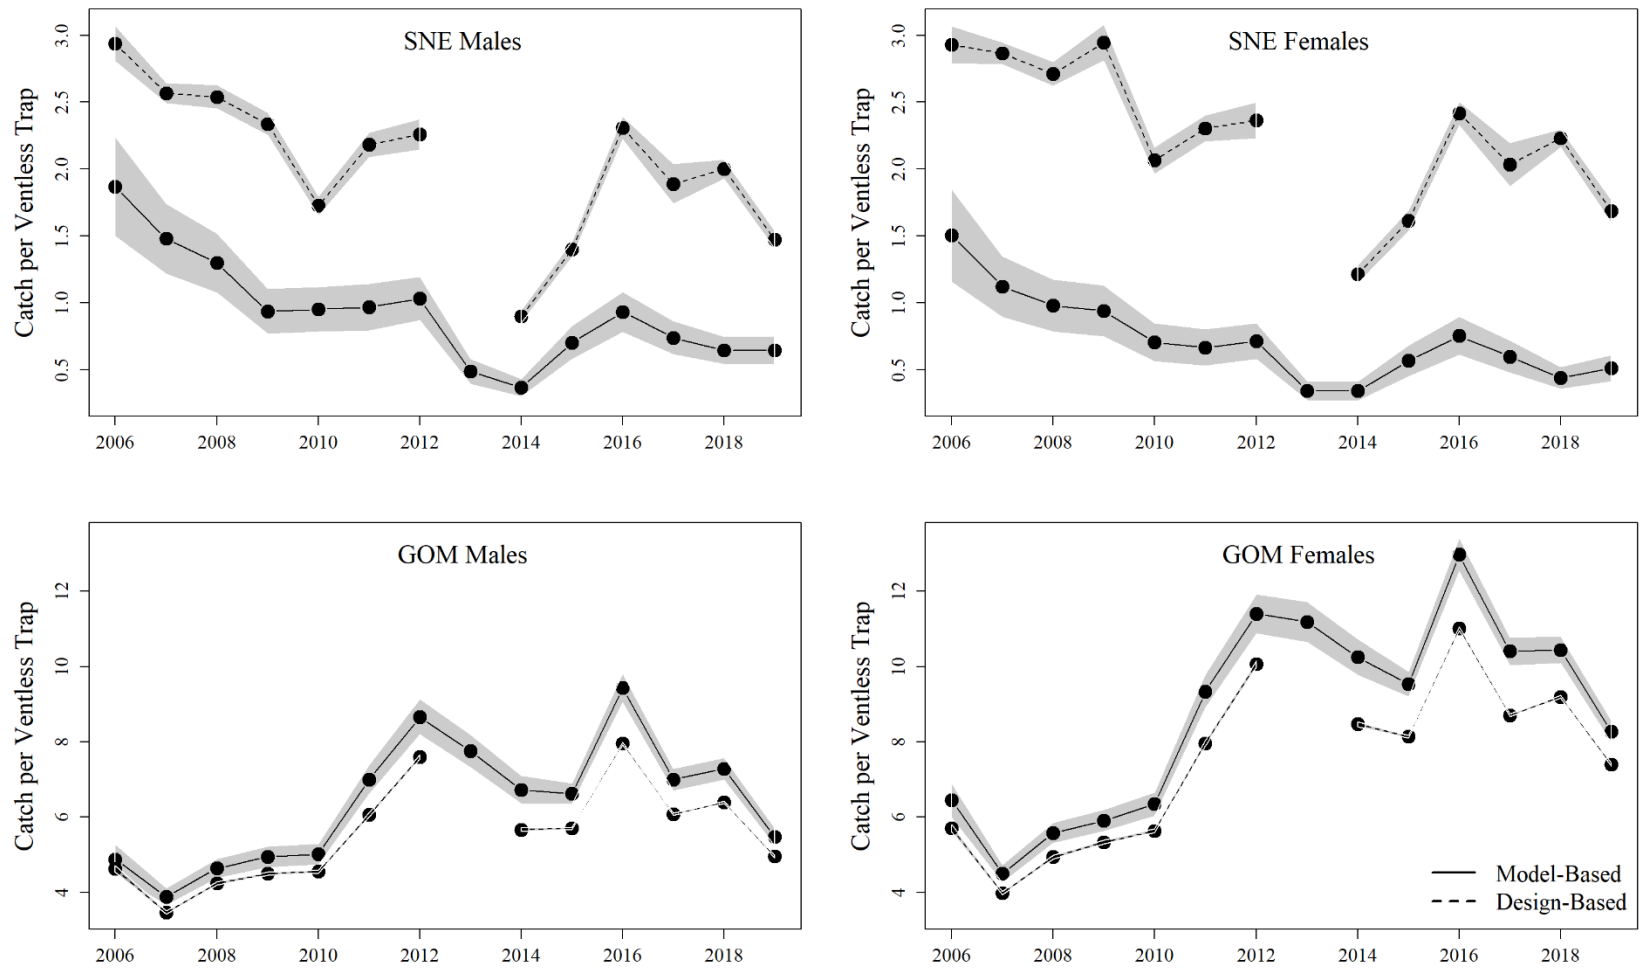 SNE Males
Catch per Ventless Trap
3.0
2.5
2.0
1.5
1.0
0.5
2006 2008 2010 2012 2014 2016 2018
SNE Females
Catch per Ventless Trap
3.0
2.5
2.0
1.5
1.0
0.5
2006 2008 2010 2012 2014 2016 2018
GOM Males
Catch per Ventless Trap
12
10
8
6
4
2006 2008 2010 2012 2014 2016 2018
GOM Females
Catch per Ventless Trap
12
10
8
6
4
Model-Based
Design-Based
2006 2008 2010 2012 2014 2016 2018